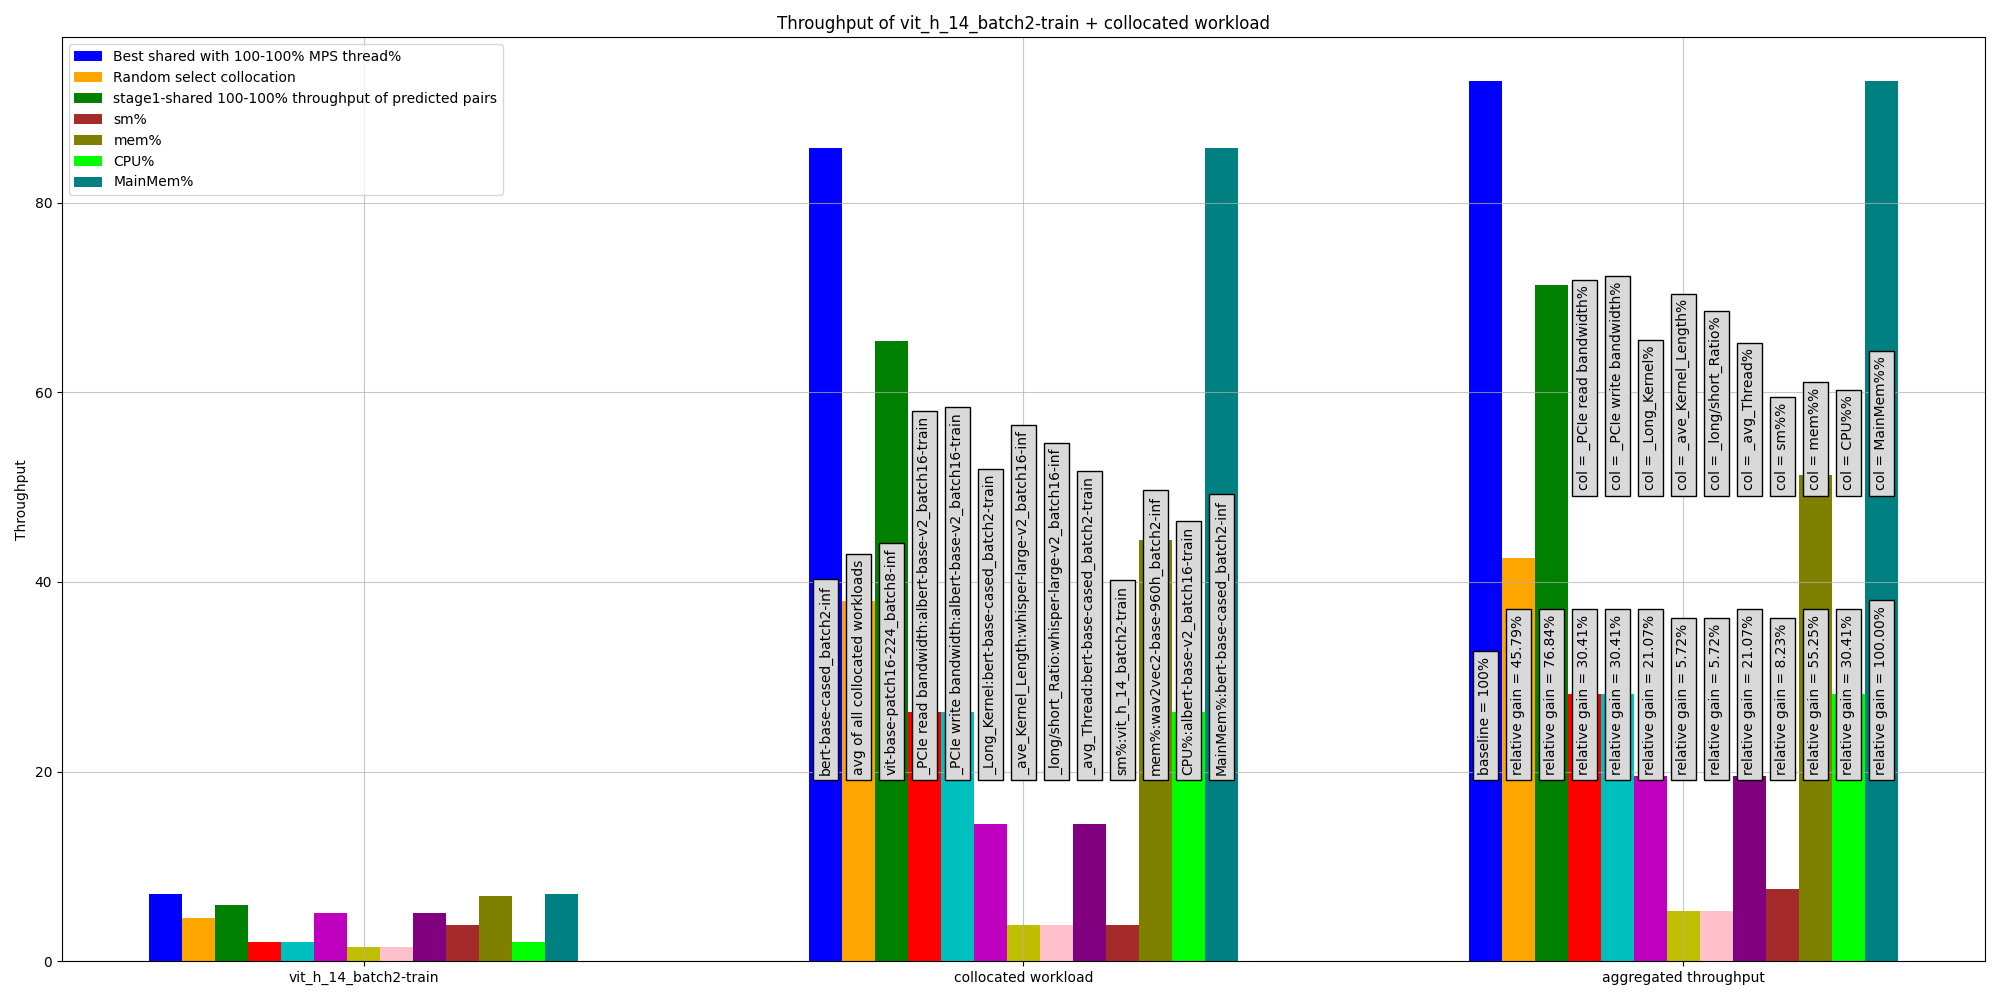 Throughput of vit_h_14_batch2-train + collocated workload
Best shared with 100-100% MPS thread%
Random select collocation
stage1-shared 100-100% throughput of predicted pairs
sm%
mem%
CPU%
MainMem%
Throughput
80
60
40
20
0
bert-base-cased_batch2-inf
avg of all collocated workloads
vit-base-patch16-224_batch8-inf
_PCIe read bandwidth:albert-base-v2_batch16-train
_PCIe write bandwidth:albert-base-v2_batch16-train
_Long_Kernel:bert-base-cased_batch2-train
_ave_Kernel_Length:whisper-large-v2_batch16-inf
_long/short_Ratio:whisper-large-v2_batch16-inf
_avg_Thread:bert-base-cased_batch2-train
sm%:vit_h_14_batch2-train
mem%:wav2vec2-base-960h_batch2-inf
CPU%:albert-base-v2_batch16-train
MainMem%:bert-base-cased_batch2-inf
col = _PCIe read bandwidth%
col = _PCIe write bandwidth%
col = _Long_Kernel%
col = _ave_Kernel_Length%
col = _long/short_Ratio%
col = _avg_Thread%
col = sm%%
col = mem%%
col = CPU%%
col = MainMem%%
baseline = 100%
relative gain = 45.79%
relative gain = 76.84%
relative gain = 30.41%
relative gain = 30.41%
relative gain = 21.07%
relative gain = 5.72%
relative gain = 5.72%
relative gain = 21.07%
relative gain = 8.23%
relative gain = 55.25%
relative gain = 30.41%
relative gain = 100.00%
vit_h_14_batch2-train
collocated workload
aggregated throughput